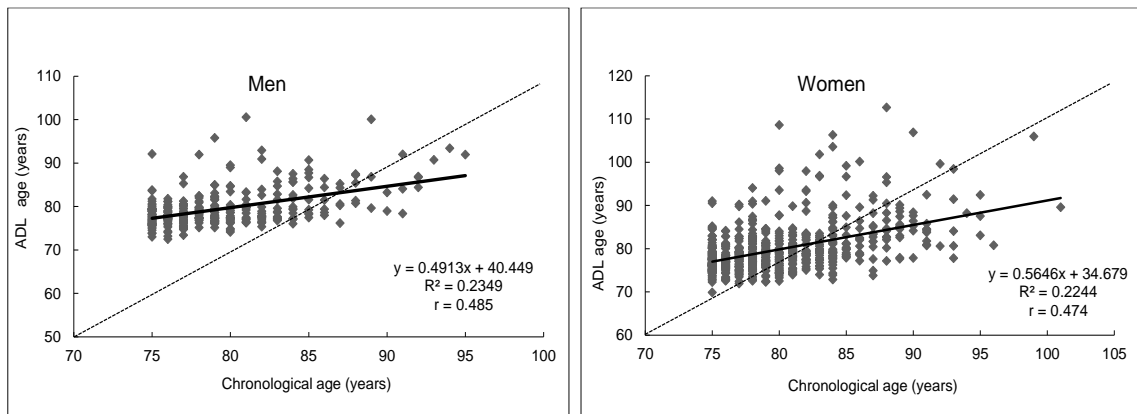 Men
ADL age (years)
110
100
90
80
70
60
50
y = 0.4913x + 40.449
R² = 0.2349
r = 0.485
70 75 80 85 90 95 100
Chronological age (years)
Women
ADL age (years)
120
110
100
90
80
70
60
y = 0.5646x + 34.679
R² = 0.2244
r = 0.474
70 75 80 85 90 95 100 105
Chronological age (years)